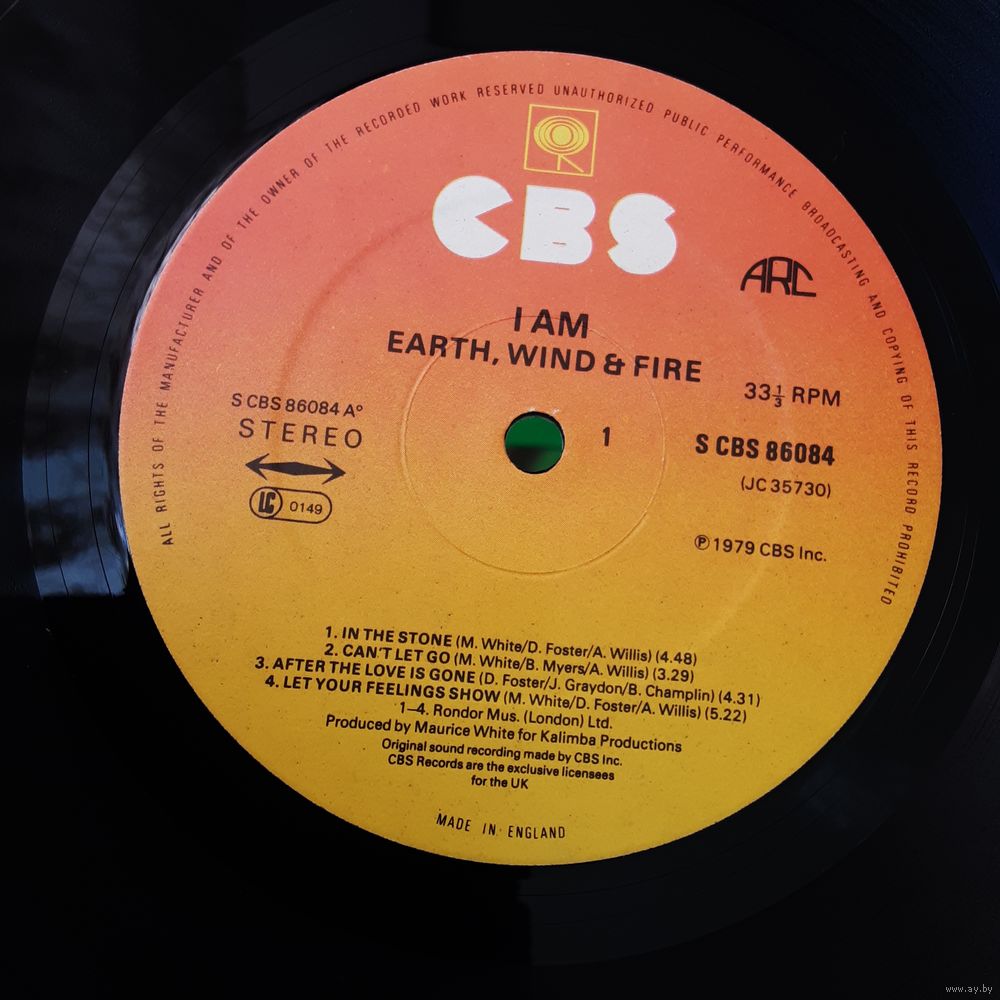 ALL RIGHTS OF THE MANUFACTURER AND OF THE OWNER OF THE RECORDED WORK RESERVED UNAUTHORIZED PUBLIC PERFORMANCE BROADCASTING AND COPYING OF THIS RECORD PROHIBITED
CBS
ARC
I AM
EARTH, WIND & FIRE
33⅓ RPM
S CBS 86084 A°
STEREO
LC 0149
1
S CBS 86084
(JC 35730)
℗ 1979 CBS Inc.
1. IN THE STONE (M. White/D. Foster/A. Willis) (4.48)
2. CAN'T LET GO (M. White/B. Myers/A. Willis) (3.29)
3. AFTER THE LOVE IS GONE (D. Foster/J. Graydon/B. Champlin) (4.31)
4. LET YOUR FEELINGS SHOW (M. White/D. Foster/A. Willis) (5.22)
1–4. Rondor Mus. (London) Ltd.
Produced by Maurice White for Kalimba Productions
Original sound recording made by CBS Inc.
CBS Records are the exclusive licensees
for the UK
MADE IN ENGLAND
www.ay.by